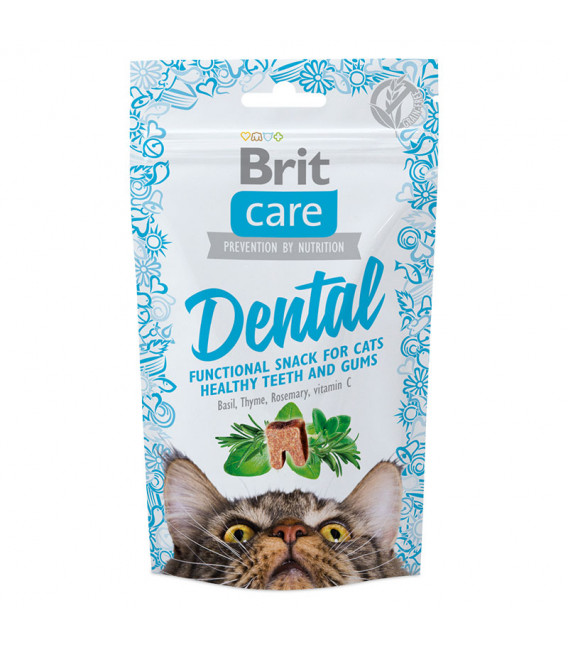 Brit
care
PREVENTION BY NUTRITION
Dental
FUNCTIONAL SNACK FOR CATS
HEALTHY TEETH AND GUMS
Basil, Thyme, Rosemary, vitamin C